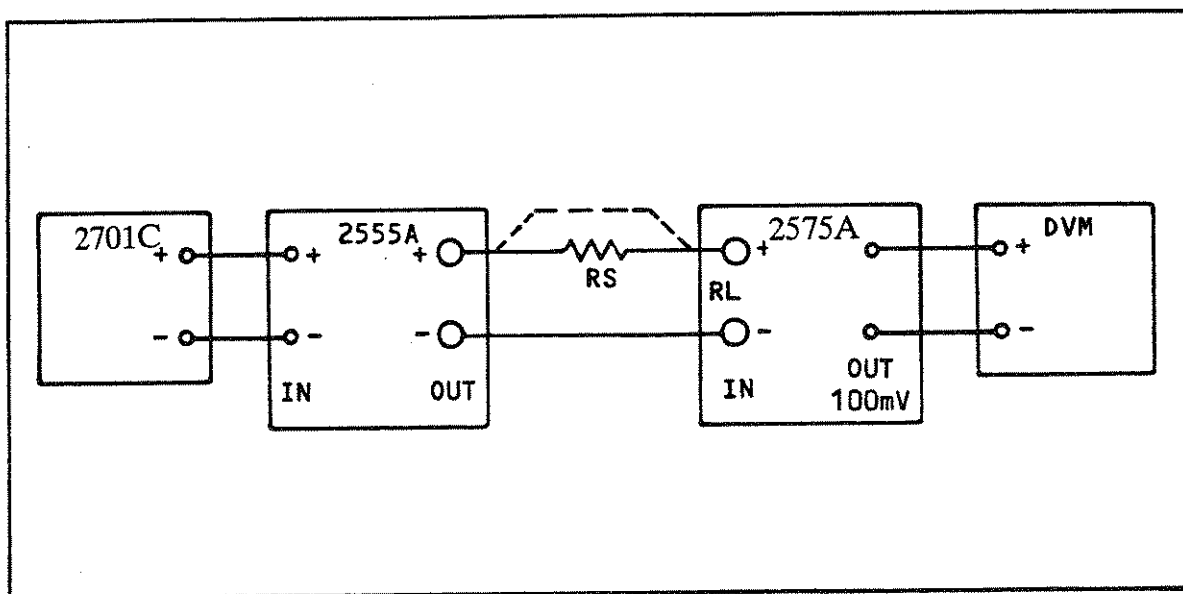 2701C
+
-
+
-
IN
2555A
+
-
OUT
RS
+
RL
-
IN
2575A
OUT
100mV
DVM
+
-